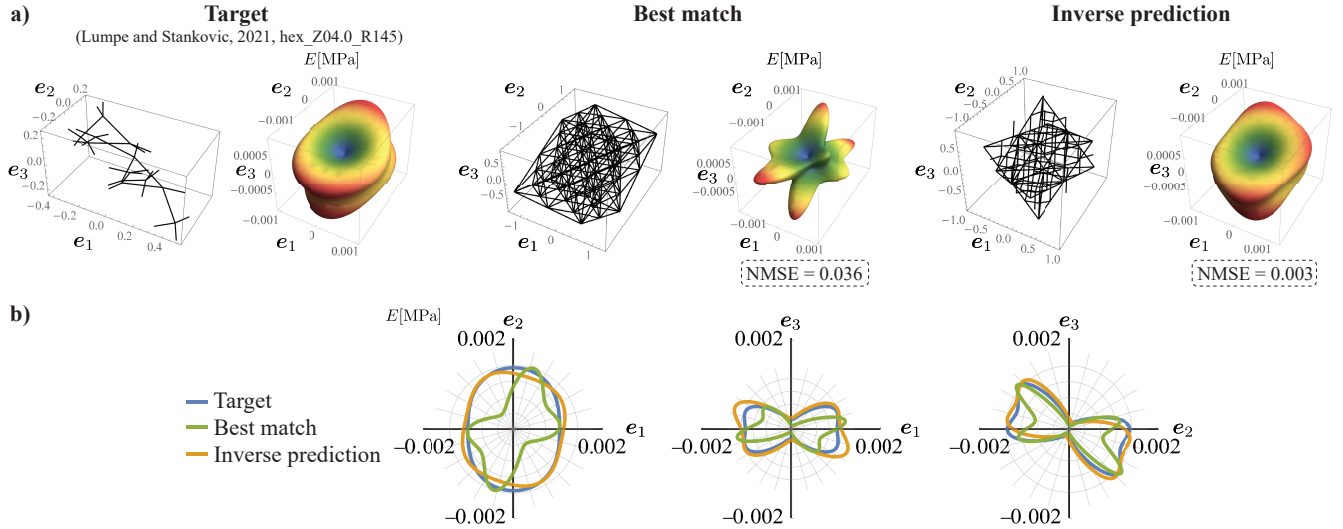 a)
Target
Best match
Inverse prediction
(Lumpe and Stankovic, 2021, hex_Z04.0_R145)
E[MPa]
E[MPa]
E[MPa]
e2
0.2
0.0
−0.2
0.2
0.0
−0.2
e3
−0.4
−0.2
0.0
0.2
0.4
e1
e2
0.001
0
−0.001
0.0005
0
−0.0005
e3
−0.001
0
0.001
e1
e2
1
0
−1
0.5
0.0
−0.5
e3
−1
0
1
e1
e2
0.001
0
−0.001
0.0005
0
−0.0005
e3
−0.001
0
0.001
e1
NMSE = 0.036
e2
1.0
0.5
0.0
−0.5
−1.0
0.5
0.0
−0.5
e3
−1.0
−0.5
0.0
0.5
1.0
e1
e2
0.001
0
−0.001
0.0005
0
−0.0005
e3
−0.001
0
0.001
e1
NMSE = 0.003
b)
E[MPa]
Target
Best match
Inverse prediction
e2
0.002
−0.002
0.002
e1
−0.002
e3
0.002
−0.002
0.002
e1
−0.002
e3
0.002
−0.002
0.002
e2
−0.002